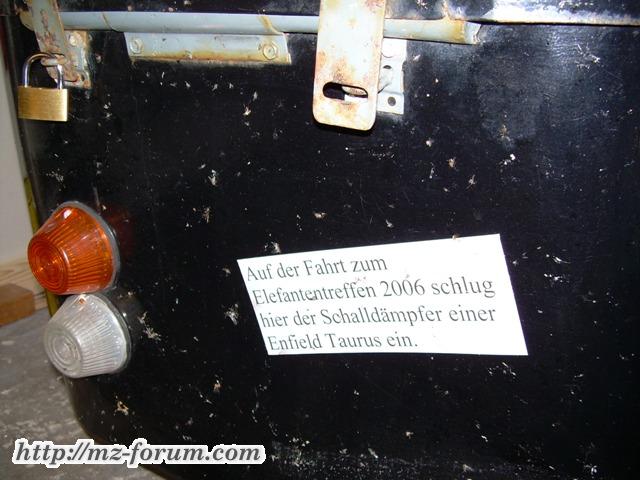 Auf der Fahrt zum
Elefantentreffen 2006 schlug
hier der Schalldämpfer einer
Enfield Taurus ein.
http://mz-forum.com